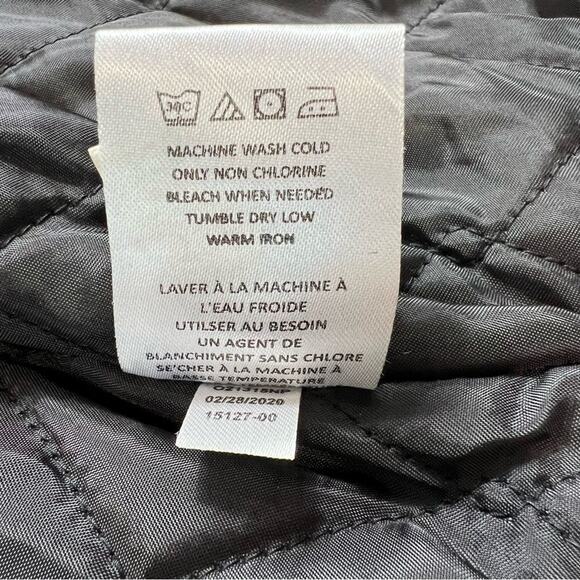 30C
MACHINE WASH COLD
ONLY NON CHLORINE
BLEACH WHEN NEEDED
TUMBLE DRY LOW
WARM IRON
LAVER À LA MACHINE À
L'EAU FROIDE
UTILSER AU BESOIN
UN AGENT DE
BLANCHIMENT SANS CHLORE
SE'CHER À LA MACHINE À
BASSE TEMPERATURE
02/28/2020
15127-00